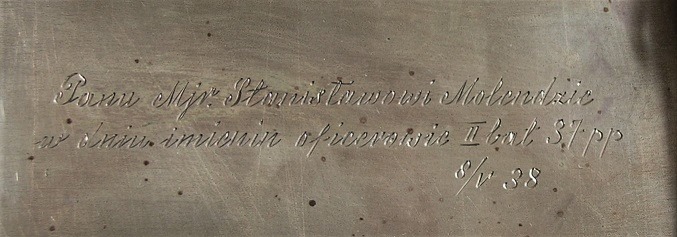 Panu Mjr. Stanisławowi Molendzie
w dniu imienin oficerowie II bat 37 pp
8/V 38